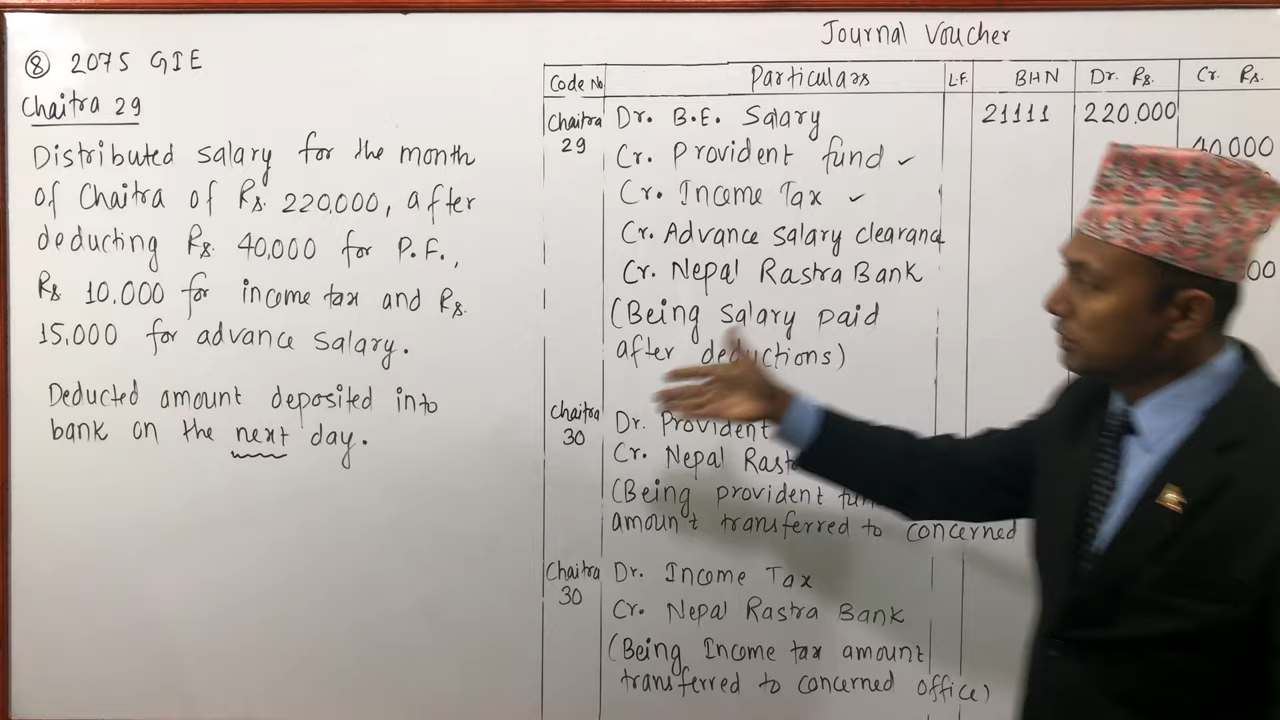 ⑧ 2075 GIE
Chaitra 29
Distributed salary for the month
of Chaitra of Rs. 220,000, after
deducting Rs. 40,000 for P.F.,
Rs 10,000 for income tax and Rs.
15,000 for advance salary.
Deducted amount deposited into
bank on the next day.
Journal Voucher
Code No Particulars L.F. BHN Dr. Rs. Cr. Rs.
Chaitra 29 Dr. B.E. Salary 21111 220,000
Cr. Provident fund ✓ 40,000
Cr. Income Tax ✓
Cr. Advance salary clearanc
Cr. Nepal Rastra Bank 00
(Being salary paid
after deductions)
Chaitra 30 Dr. Provident
Cr. Nepal Rast
(Being provident fun
amount transferred to concerned
Chaitra 30 Dr. Income Tax
Cr. Nepal Rastra Bank
(Being Income tax amount
transferred to concerned office)